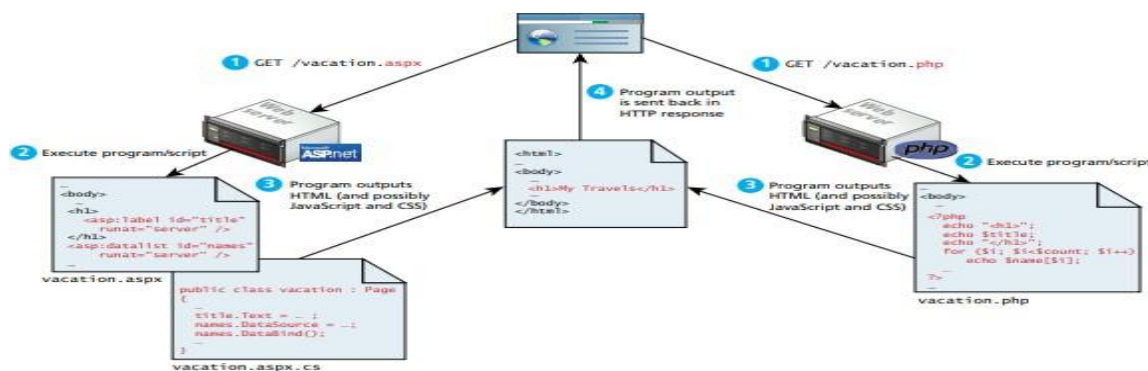 1 GET /vacation.aspx
1 GET /vacation.php
4 Program output
is sent back in
HTTP response
Web
server
Microsoft
ASP.net
Web
server
php
2 Execute program/script
2 Execute program/script
3 Program outputs
HTML (and possibly
JavaScript and CSS)
3 Program outputs
HTML (and possibly
JavaScript and CSS)
…
<body>
…
<h1>
<asp:label id="title"
runat="server" />
</h1>
<asp:datalist id="names"
runat="server" />
…
vacation.aspx
public class vacation : Page
{
…
title.Text = … ;
names.DataSource = …;
names.DataBind();
…
}
vacation.aspx.cs
<html>
…
<body>
…
<h1>My Travels</h1>
…
</body>
</html>
…
<body>
…
<?php
echo "<h1>";
echo $title;
echo "</h1>";
for ($i; $i<$count; $i++)
echo $name[$i];
?>
…
vacation.php